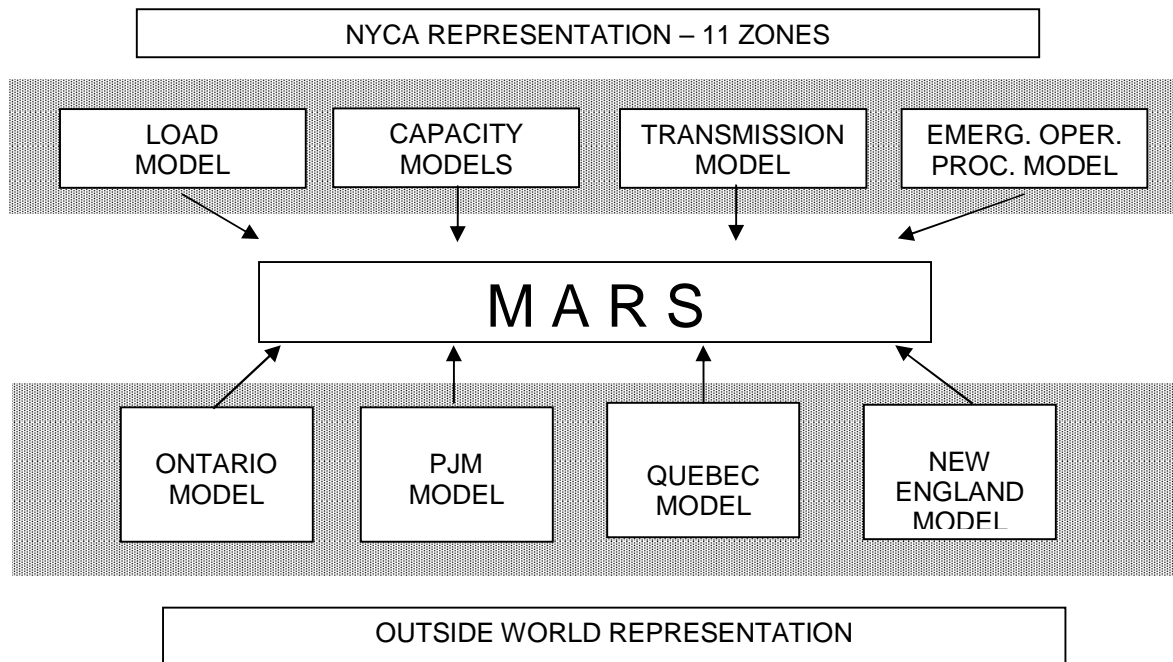 NYCA REPRESENTATION – 11 ZONES
LOAD
MODEL
CAPACITY
MODELS
TRANSMISSION
MODEL
EMERG. OPER.
PROC. MODEL
M A R S
ONTARIO
MODEL
PJM
MODEL
QUEBEC
MODEL
NEW
ENGLAND
MODEL
OUTSIDE WORLD REPRESENTATION